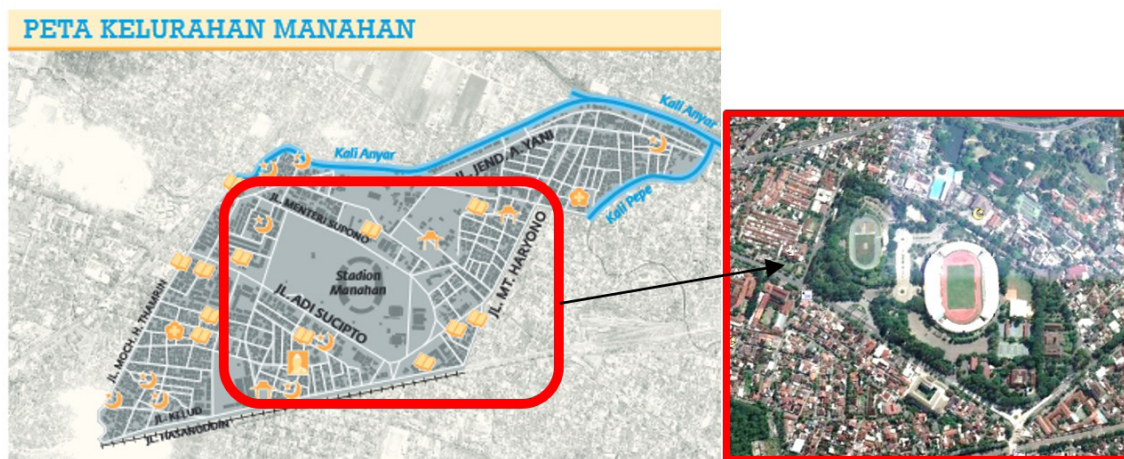 PETA KELURAHAN MANAHAN
Kali Anyar
Kali Anyar
JL. JEND. A. YANI
Kali Pepe
JL. MENTERI SUPONO
JL. MT. HARYONO
Stadion
Manahan
JL. ADI SUCIPTO
JL. MOCH. H. THAMRIN
JL. KELUD
JL. HASANUDDIN